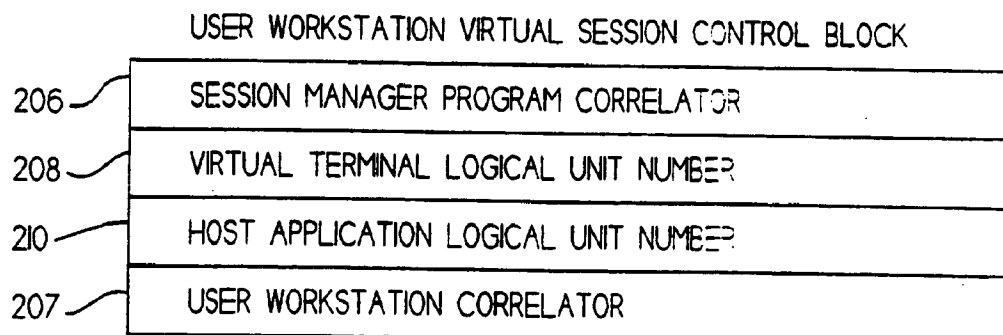 USER WORKSTATION VIRTUAL SESSION CONTROL BLOCK
206 SESSION MANAGER PROGRAM CORRELATOR
208 VIRTUAL TERMINAL LOGICAL UNIT NUMBER
210 HOST APPLICATION LOGICAL UNIT NUMBER
207 USER WORKSTATION CORRELATOR